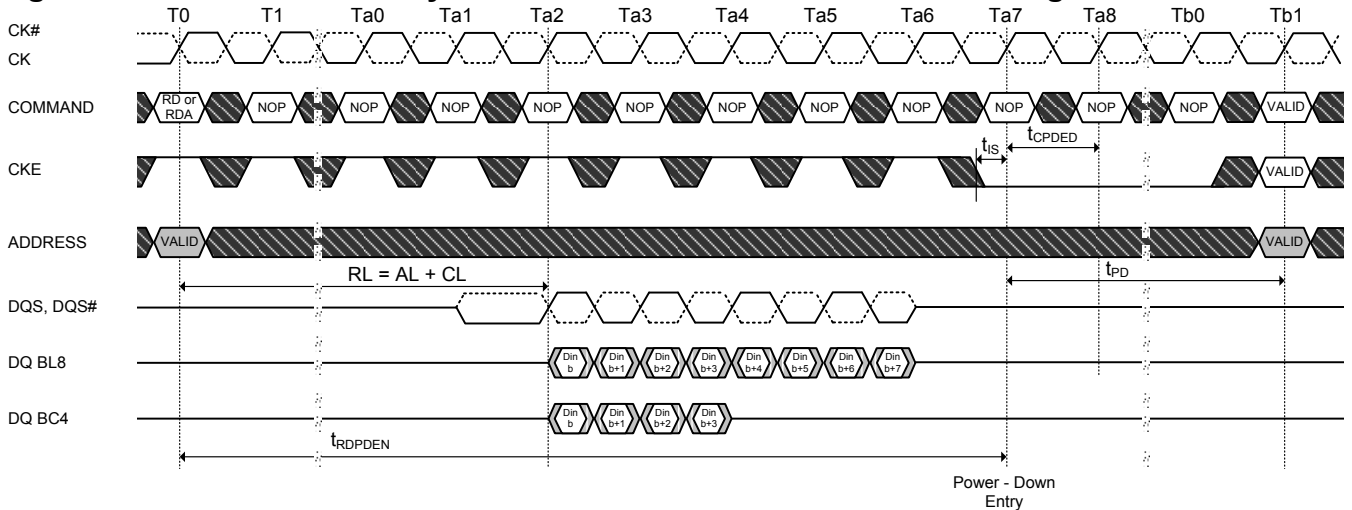 T0 T1 Ta0 Ta1 Ta2 Ta3 Ta4 Ta5 Ta6 Ta7 Ta8 Tb0 Tb1
CK#
CK
COMMAND RD or RDA NOP NOP NOP NOP NOP NOP NOP NOP NOP NOP NOP VALID
tIS tCPDED
CKE VALID
ADDRESS VALID VALID
RL = AL + CL tPD
DQS, DQS#
DQ BL8 Din b Din b+1 Din b+2 Din b+3 Din b+4 Din b+5 Din b+6 Din b+7
DQ BC4 Din b Din b+1 Din b+2 Din b+3
tRDPDEN
Power - Down
Entry